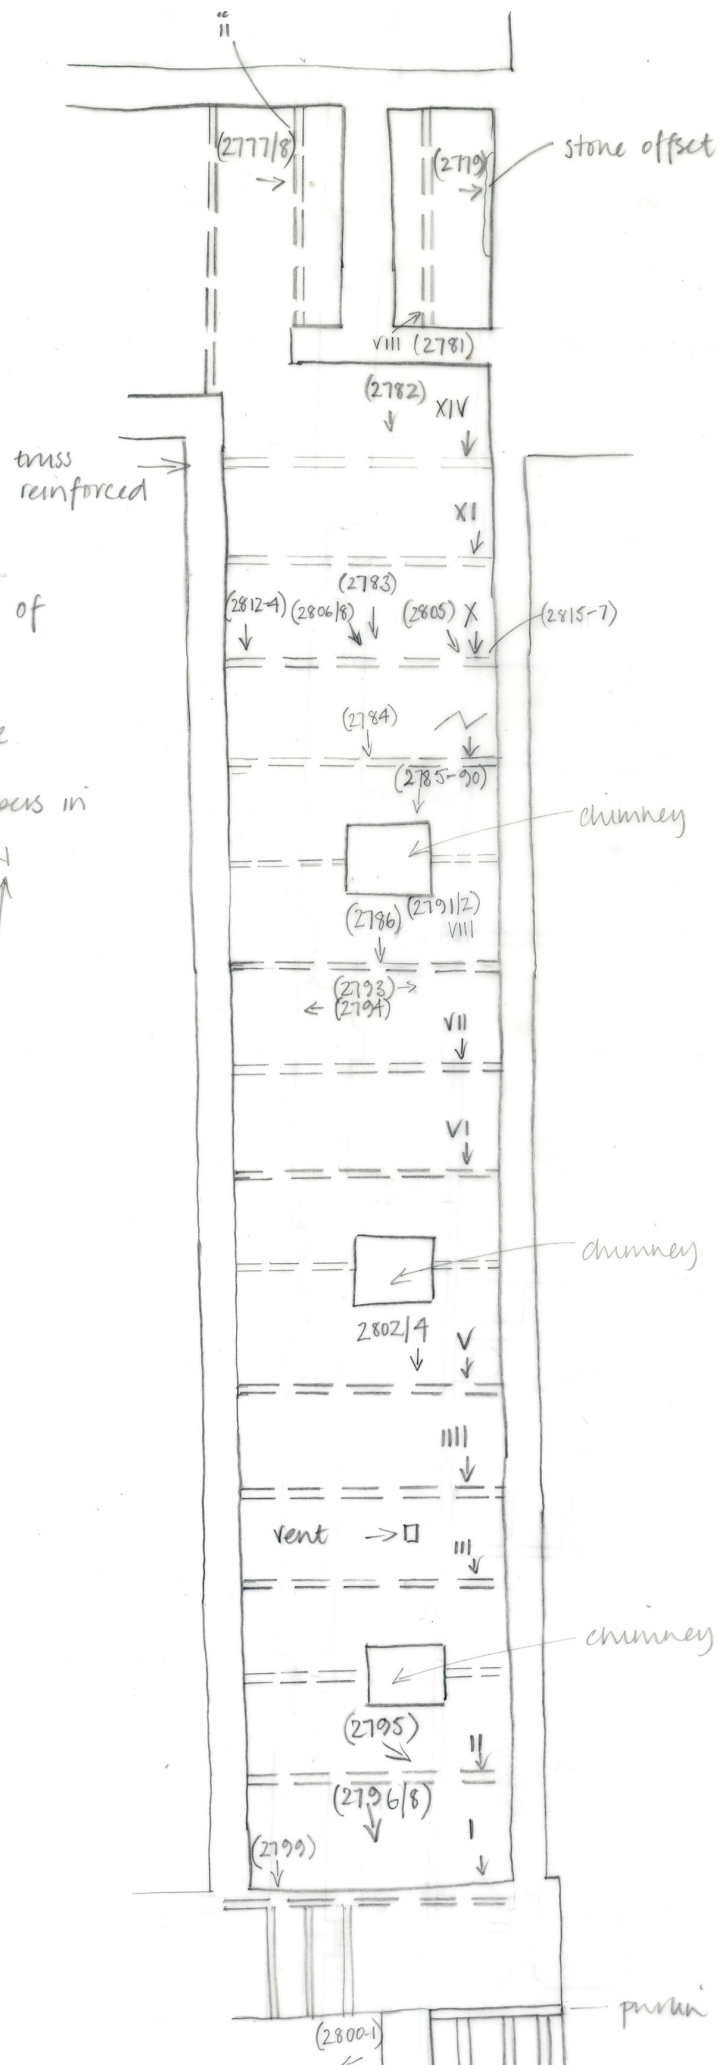 ii
(2777/8)
(2779)
stone offset
VIII (2781)
(2782)
XIV
truss
reinforced
XI
(2783)
(2812-4)
(2806/8)
(2805)
X
(2815-7)
of
(2784)
(2785-90)
in
chimney
(2791/2)
(2786)
VIII
(2793)
(2794)
VII
VI
chimney
2802/4
V
IIII
vent
III
chimney
(2795)
II
(2796/8)
I
(2799)
purlin
(2800-1)